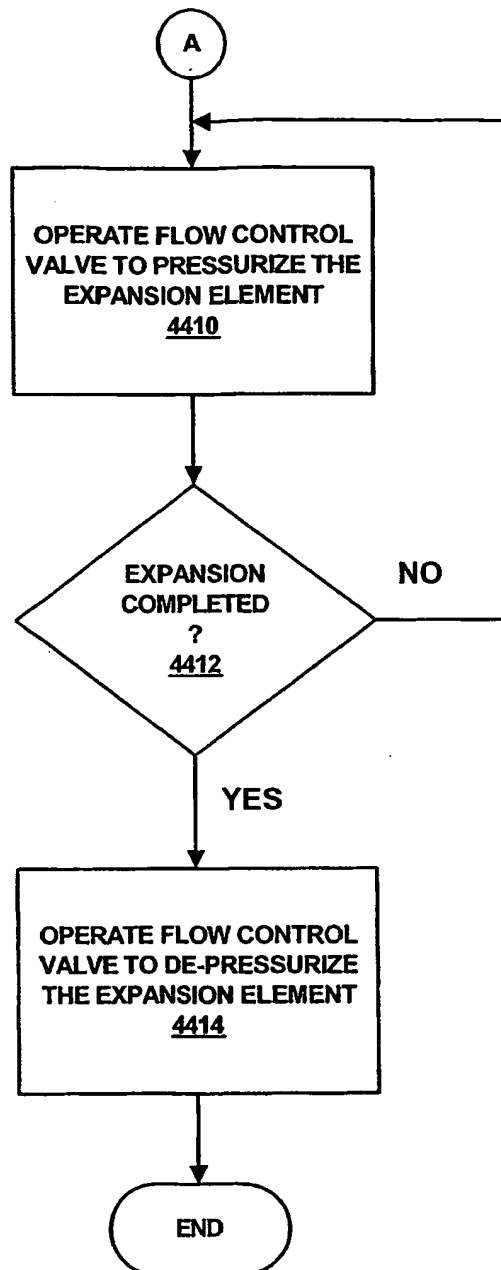 A
OPERATE FLOW CONTROL
VALVE TO PRESSURIZE THE
EXPANSION ELEMENT
4410
EXPANSION
COMPLETED
?
4412
NO
YES
OPERATE FLOW CONTROL
VALVE TO DE-PRESSURIZE
THE EXPANSION ELEMENT
4414
END